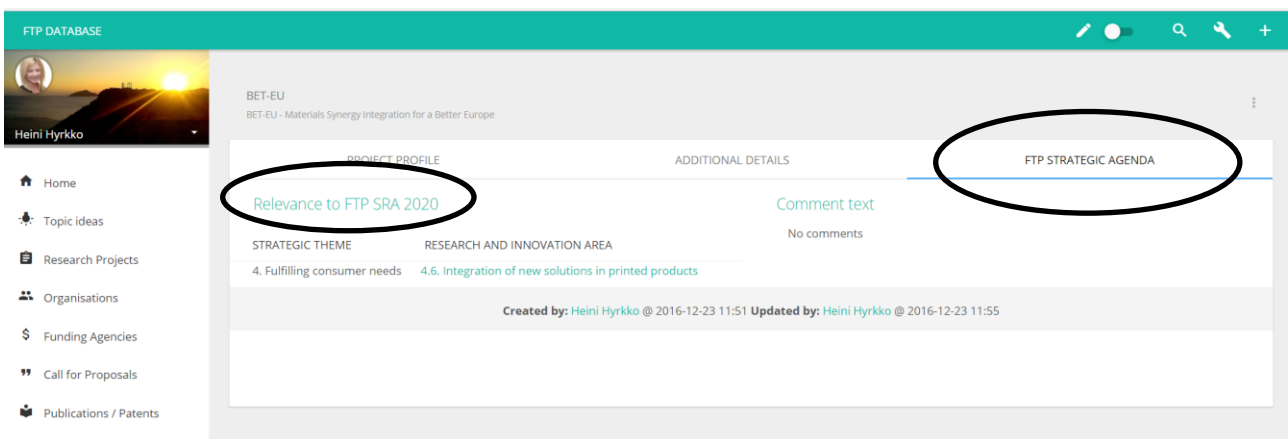 FTP DATABASE
Heini Hyrkko
Home
Topic ideas
Research Projects
Organisations
Funding Agencies
Call for Proposals
Publications / Patents
BET-EU
BET-EU - Materials Synergy Integration for a Better Europe
PROJECT PROFILE
ADDITIONAL DETAILS
FTP STRATEGIC AGENDA
Relevance to FTP SRA 2020
STRATEGIC THEME RESEARCH AND INNOVATION AREA
4. Fulfilling consumer needs 4.6. Integration of new solutions in printed products
Comment text
No comments
Created by: Heini Hyrkko @ 2016-12-23 11:51 Updated by: Heini Hyrkko @ 2016-12-23 11:55